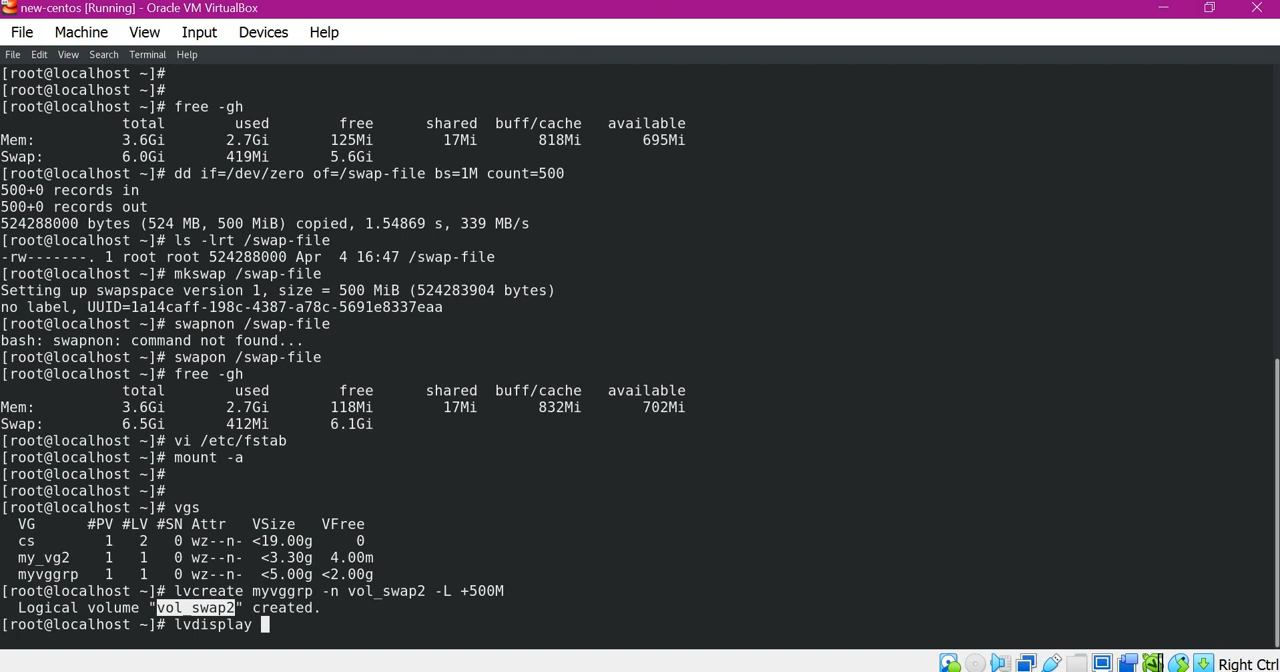 new-centos [Running] - Oracle VM VirtualBox
File Machine View Input Devices Help
File Edit View Search Terminal Help
[root@localhost ~]#
[root@localhost ~]#
[root@localhost ~]# free -gh
total used free shared buff/cache available
Mem: 3.6Gi 2.7Gi 125Mi 17Mi 818Mi 695Mi
Swap: 6.0Gi 419Mi 5.6Gi
[root@localhost ~]# dd if=/dev/zero of=/swap-file bs=1M count=500
500+0 records in
500+0 records out
524288000 bytes (524 MB, 500 MiB) copied, 1.54869 s, 339 MB/s
[root@localhost ~]# ls -lrt /swap-file
-rw-------. 1 root root 524288000 Apr  4 16:47 /swap-file
[root@localhost ~]# mkswap /swap-file
Setting up swapspace version 1, size = 500 MiB (524283904 bytes)
no label, UUID=1a14caff-198c-4387-a78c-5691e8337eaa
[root@localhost ~]# swapnon /swap-file
bash: swapnon: command not found...
[root@localhost ~]# swapon /swap-file
[root@localhost ~]# free -gh
total used free shared buff/cache available
Mem: 3.6Gi 2.7Gi 118Mi 17Mi 832Mi 702Mi
Swap: 6.5Gi 412Mi 6.1Gi
[root@localhost ~]# vi /etc/fstab
[root@localhost ~]# mount -a
[root@localhost ~]#
[root@localhost ~]#
[root@localhost ~]# vgs
VG #PV #LV #SN Attr VSize VFree
cs 1 2 0 wz--n- <19.00g 0
my_vg2 1 1 0 wz--n- <3.30g 4.00m
myvggrp 1 1 0 wz--n- <5.00g <2.00g
[root@localhost ~]# lvcreate myvggrp -n vol_swap2 -L +500M
Logical volume "vol_swap2" created.
[root@localhost ~]# lvdisplay
Right Ctrl